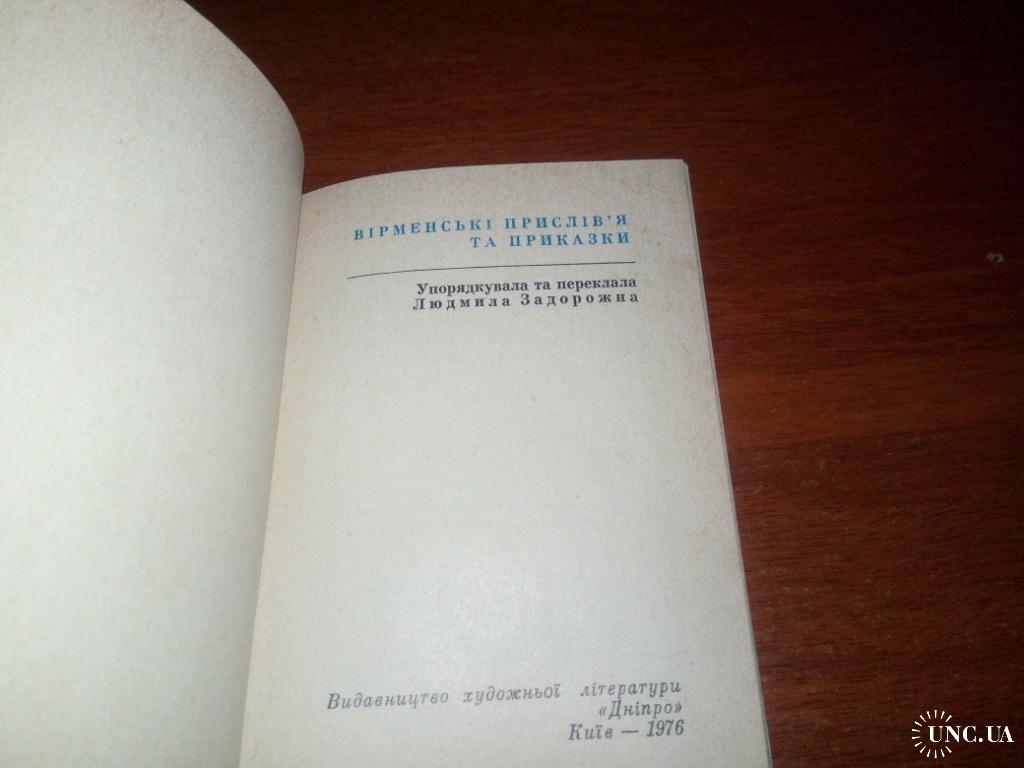 ВІРМЕНСЬКІ ПРИСЛІВ'Я
ТА ПРИКАЗКИ
Упорядкувала та переклала
Людмила Задорожна
Видавництво художньої літератури
«Дніпро»
Київ — 1976
UNC.UA